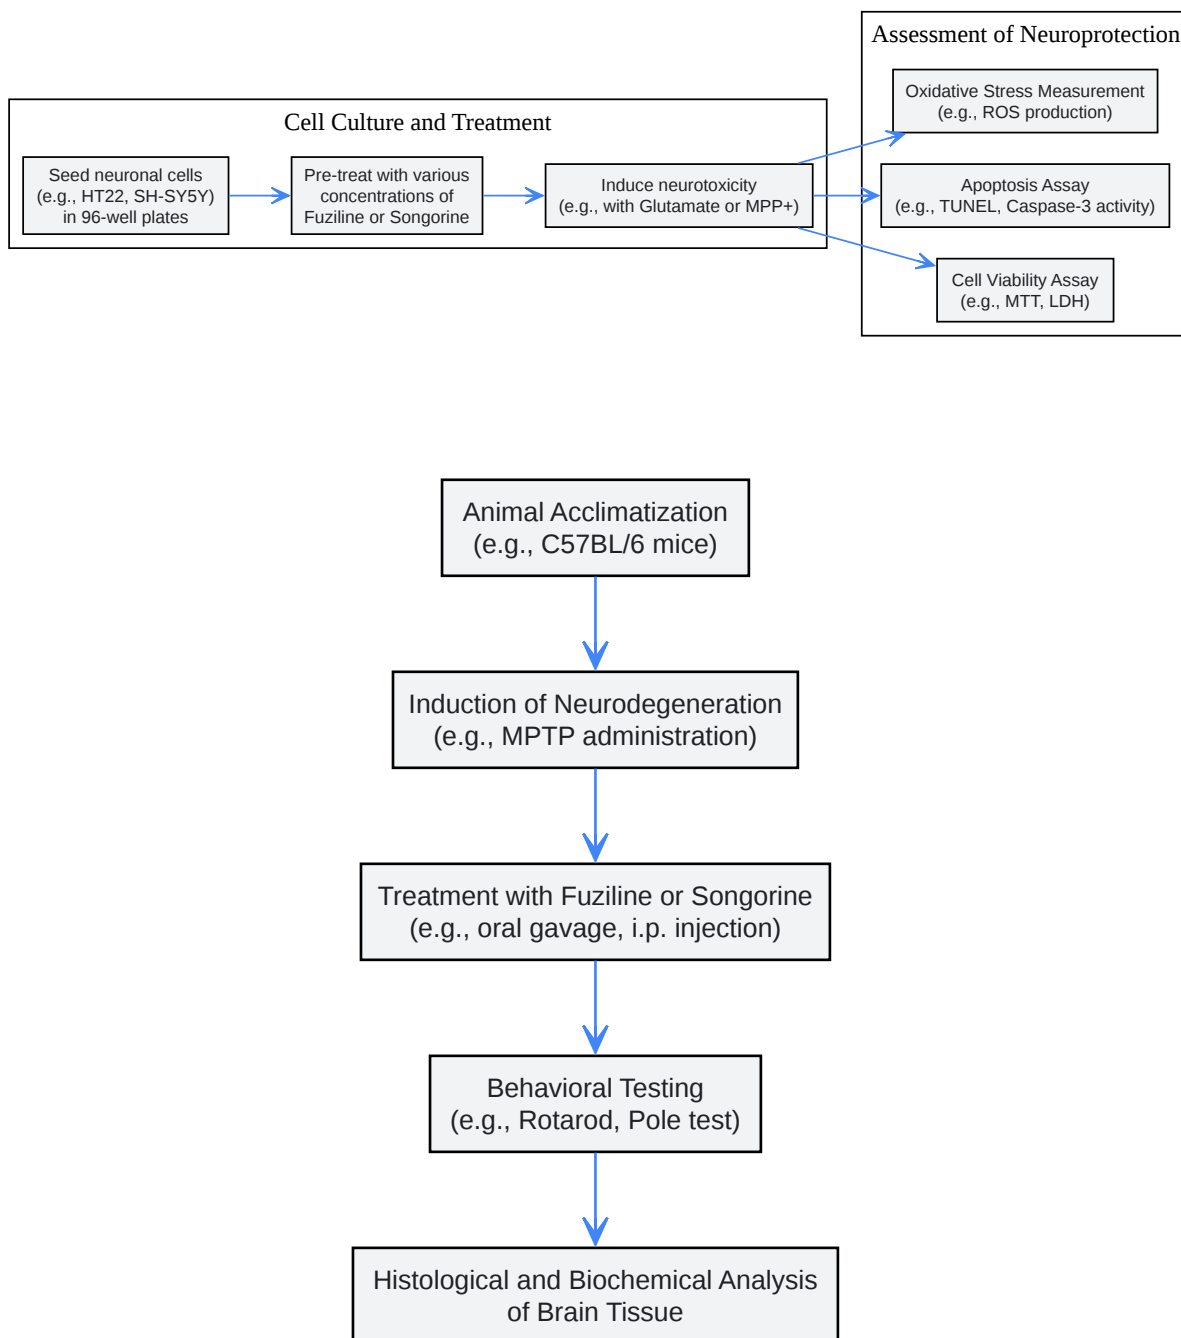 Cell Culture and Treatment
Seed neuronal cells
(e.g., HT22, SH-SY5Y)
in 96-well plates
Pre-treat with various
concentrations of
Fuziline or Songorine
Induce neurotoxicity
(e.g., with Glutamate or MPP+)
Assessment of Neuroprotection
Oxidative Stress Measurement
(e.g., ROS production)
Apoptosis Assay
(e.g., TUNEL, Caspase-3 activity)
Cell Viability Assay
(e.g., MTT, LDH)
Animal Acclimatization
(e.g., C57BL/6 mice)
Induction of Neurodegeneration
(e.g., MPTP administration)
Treatment with Fuziline or Songorine
(e.g., oral gavage, i.p. injection)
Behavioral Testing
(e.g., Rotarod, Pole test)
Histological and Biochemical Analysis
of Brain Tissue